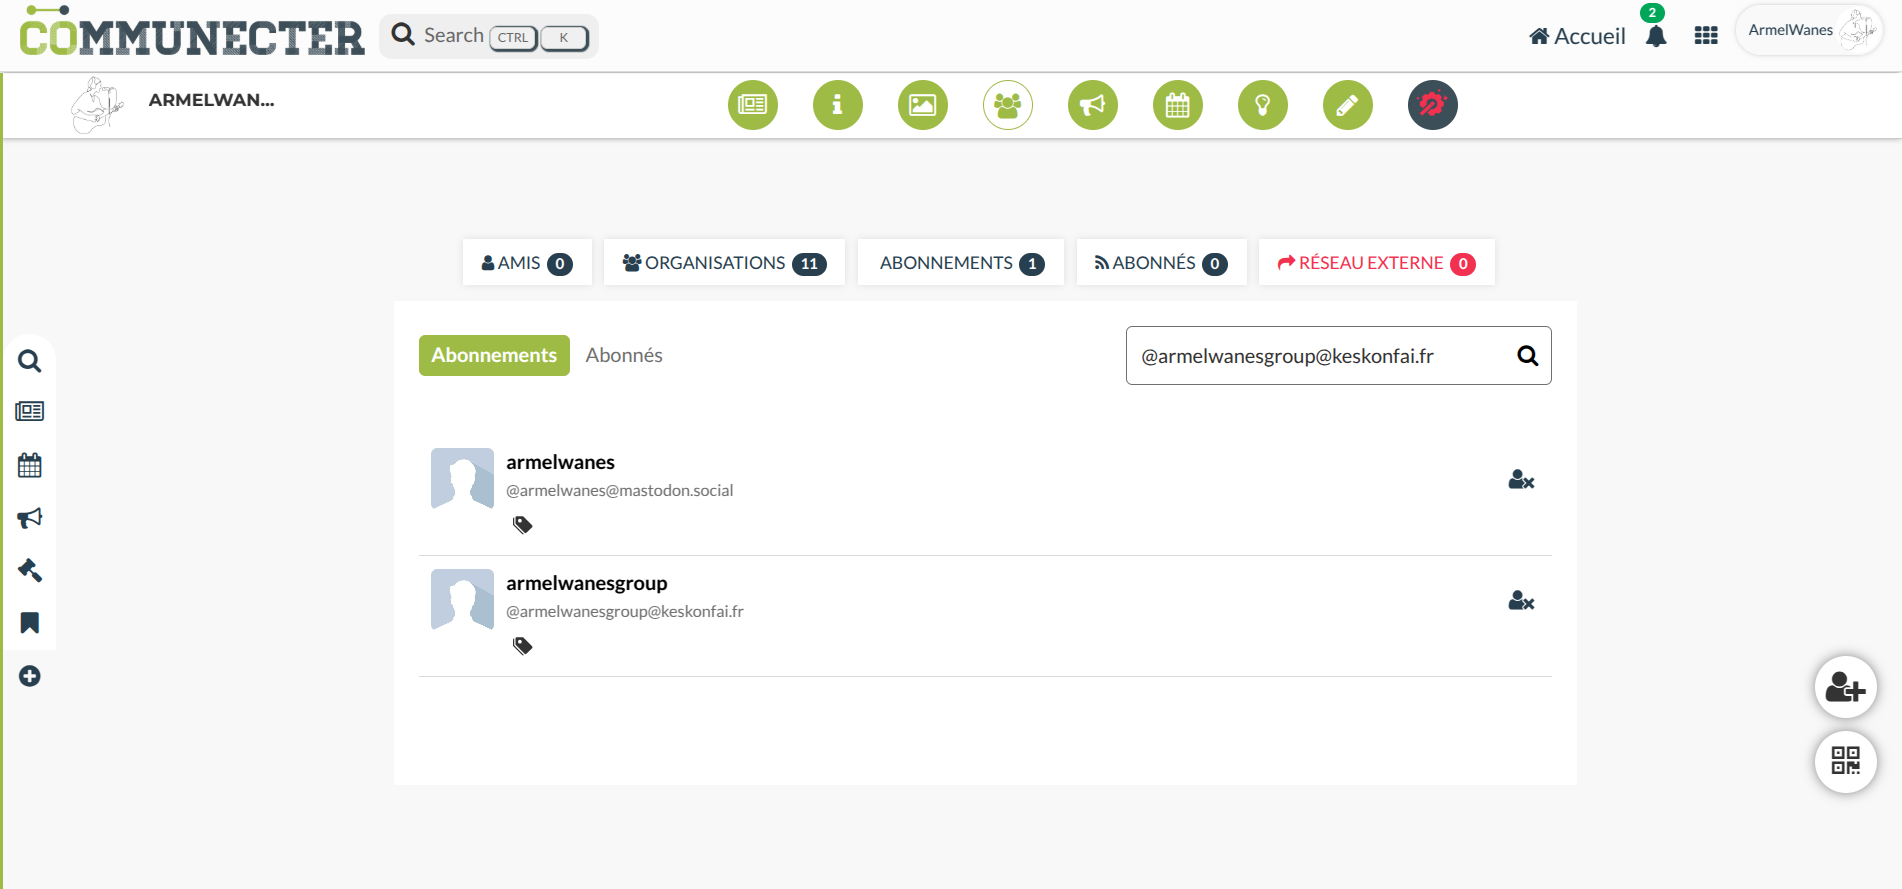 COMMUNECTER
Search CTRL K
Accueil
2
ArmelWanes
ARMELWAN...
AMIS 0
ORGANISATIONS 11
ABONNEMENTS 1
ABONNÉS 0
RÉSEAU EXTERNE 0
Abonnements
Abonnés
@armelwanesgroup@keskonfai.fr
armelwanes
@armelwanes@mastodon.social
armelwanesgroup
@armelwanesgroup@keskonfai.fr